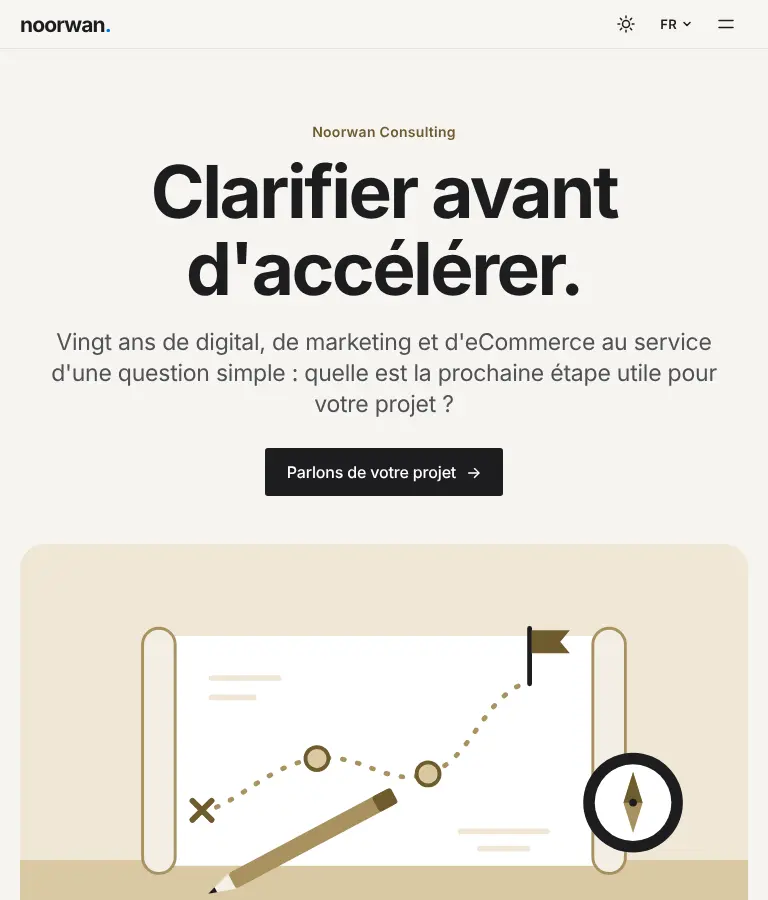 noorwan.
FR
Noorwan Consulting
Clarifier avant
d'accélérer.
Vingt ans de digital, de marketing et d'eCommerce au service
d'une question simple : quelle est la prochaine étape utile pour
votre projet ?
Parlons de votre projet →